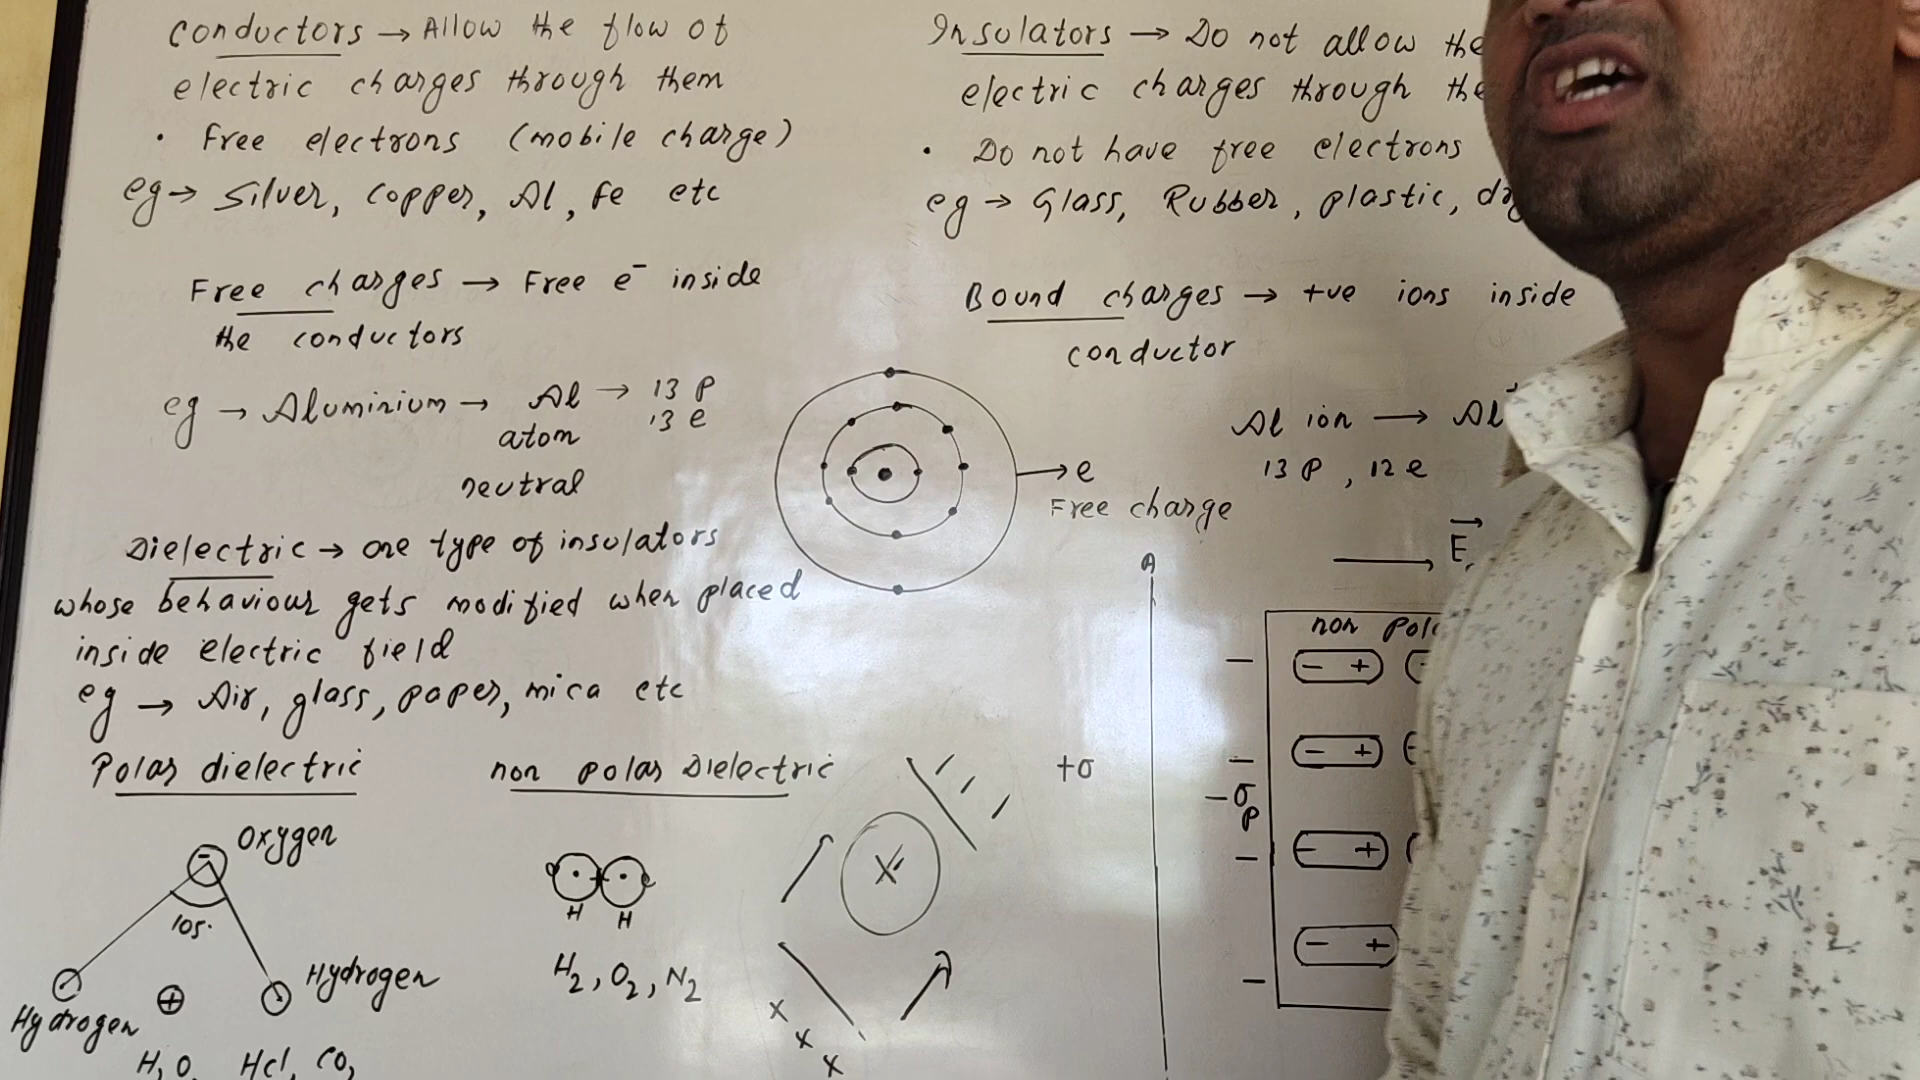 Conductors → Allow the flow of
electric charges through them
• Free electrons (mobile charge)
eg → Silver, copper, Al, Fe etc
Insulators → Do not allow the
electric charges through
• Do not have free electrons
eg → Glass, Rubber, plastic,
Free charges → Free e⁻ inside
the conductors
Bound charges → +ve ions inside
conductor
eg → Aluminium → Al → 13 P
13 e
atom
neutral
→ e
Free charge
Al ion → Al
13 P, 12 e
Dielectric → one type of insulators
whose behaviour gets modified when placed
inside electric field
eg → Air, glass, paper, mica etc
A
E
non
− +
− +
− +
− +
−
−
−σp
−
−
+σ
Polar dielectric
Oxygen
−
105°
Hydrogen
Hydrogen
+
HCl, CO
non polar Dielectric
H H
H₂, O₂, N₂
X
x
x
x